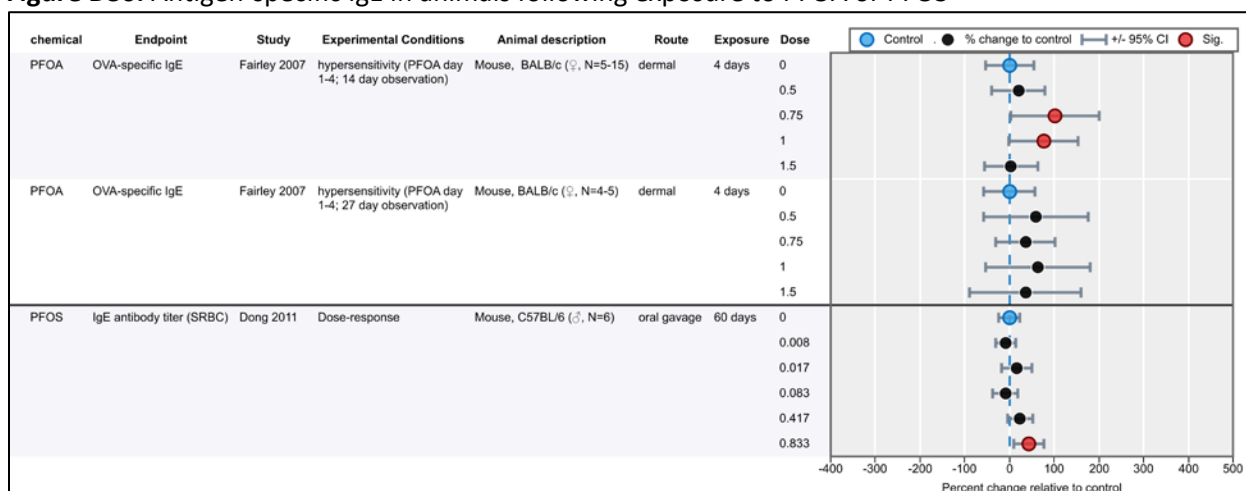 Figure D56. Antigen-specific IgE in animals following exposure to PFOA or PFOS
chemical Endpoint Study Experimental Conditions Animal description Route Exposure Dose
Control . % change to control +/- 95% CI Sig.
PFOA OVA-specific IgE Fairley 2007 hypersensitivity (PFOA day Mouse, BALB/c (♀, N=5-15) dermal 4 days 0
1-4; 14 day observation)
0.5
0.75
1
1.5
PFOA OVA-specific IgE Fairley 2007 hypersensitivity (PFOA day Mouse, BALB/c (♀, N=4-5) dermal 4 days 0
1-4; 27 day observation)
0.5
0.75
1
1.5
PFOS IgE antibody titer (SRBC) Dong 2011 Dose-response Mouse, C57BL/6 (♂, N=6) oral gavage 60 days 0
0.008
0.017
0.083
0.417
0.833
-400 -300 -200 -100 0 100 200 300 400 500
Percent change relative to control